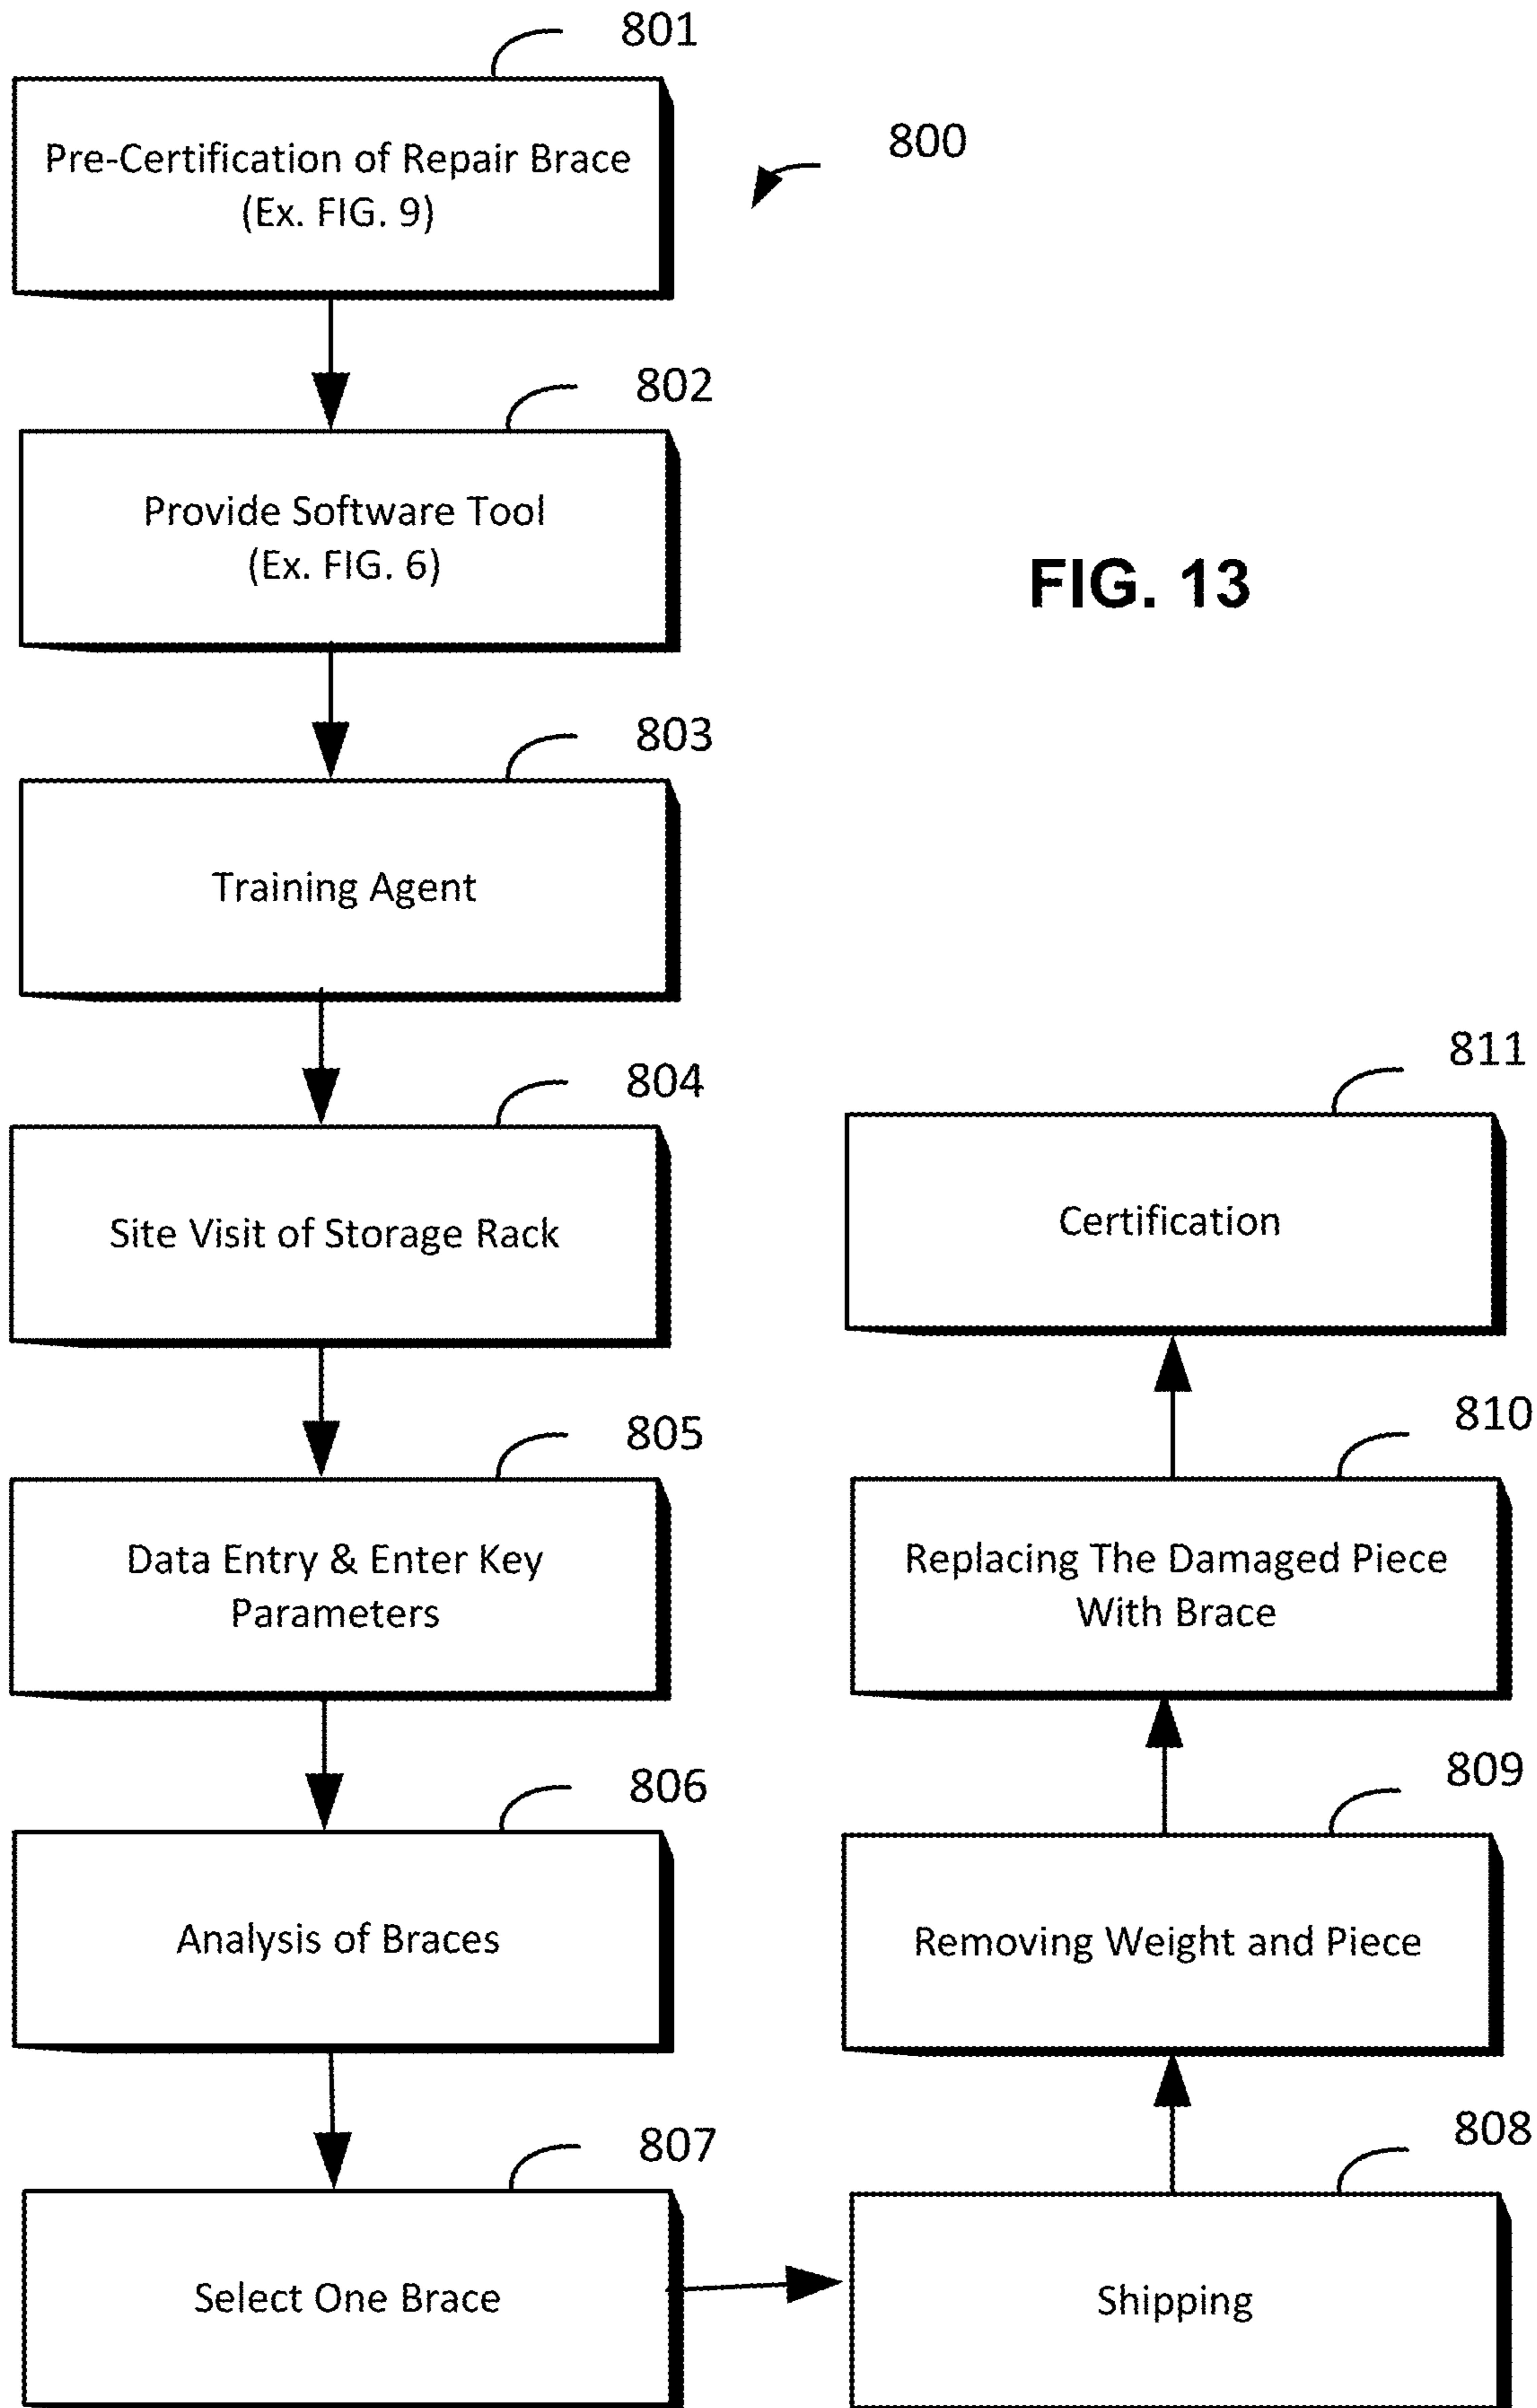 801
Pre-Certification of Repair Brace
(Ex. FIG. 9)
800
802
Provide Software Tool
(Ex. FIG. 6)
FIG. 13
803
Training Agent
804
Site Visit of Storage Rack
805
Data Entry & Enter Key
Parameters
806
Analysis of Braces
807
Select One Brace
808
Shipping
809
Removing Weight and Piece
810
Replacing The Damaged Piece
With Brace
811
Certification